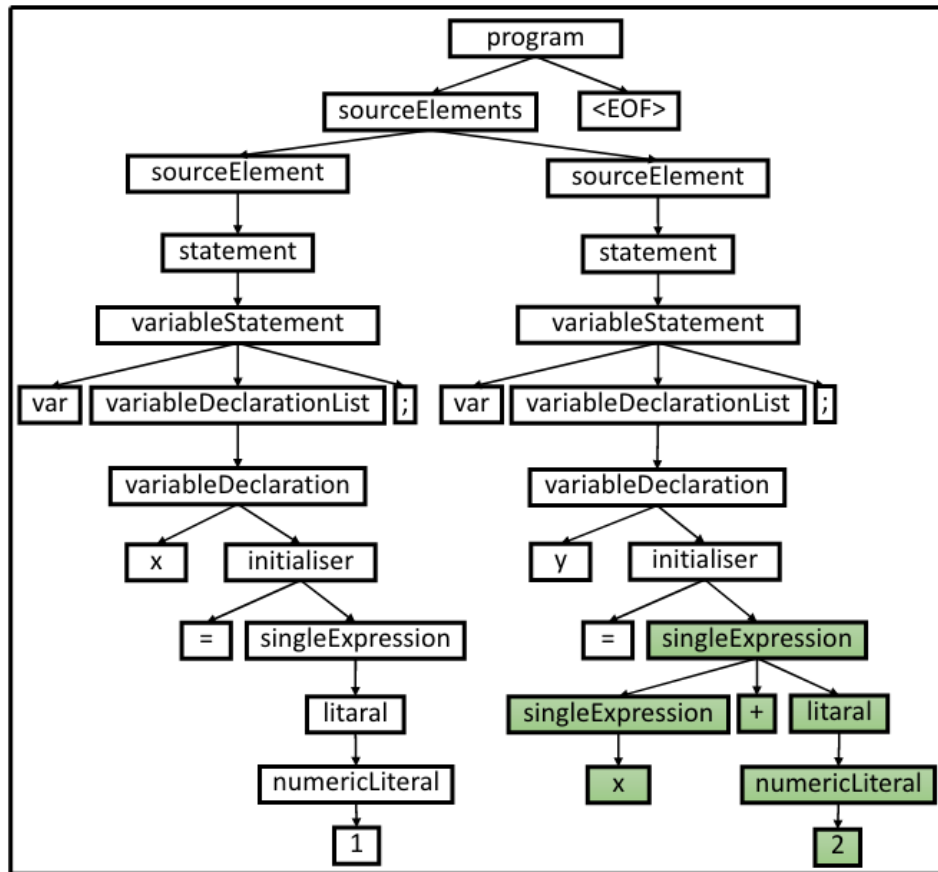 program
sourceElements <EOF>
sourceElement sourceElement
statement statement
variableStatement variableStatement
var variableDeclarationList ; var variableDeclarationList ;
variableDeclaration variableDeclaration
x initialiser y initialiser
= singleExpression = singleExpression
litaral singleExpression + litaral
numericLiteral x numericLiteral
1 2